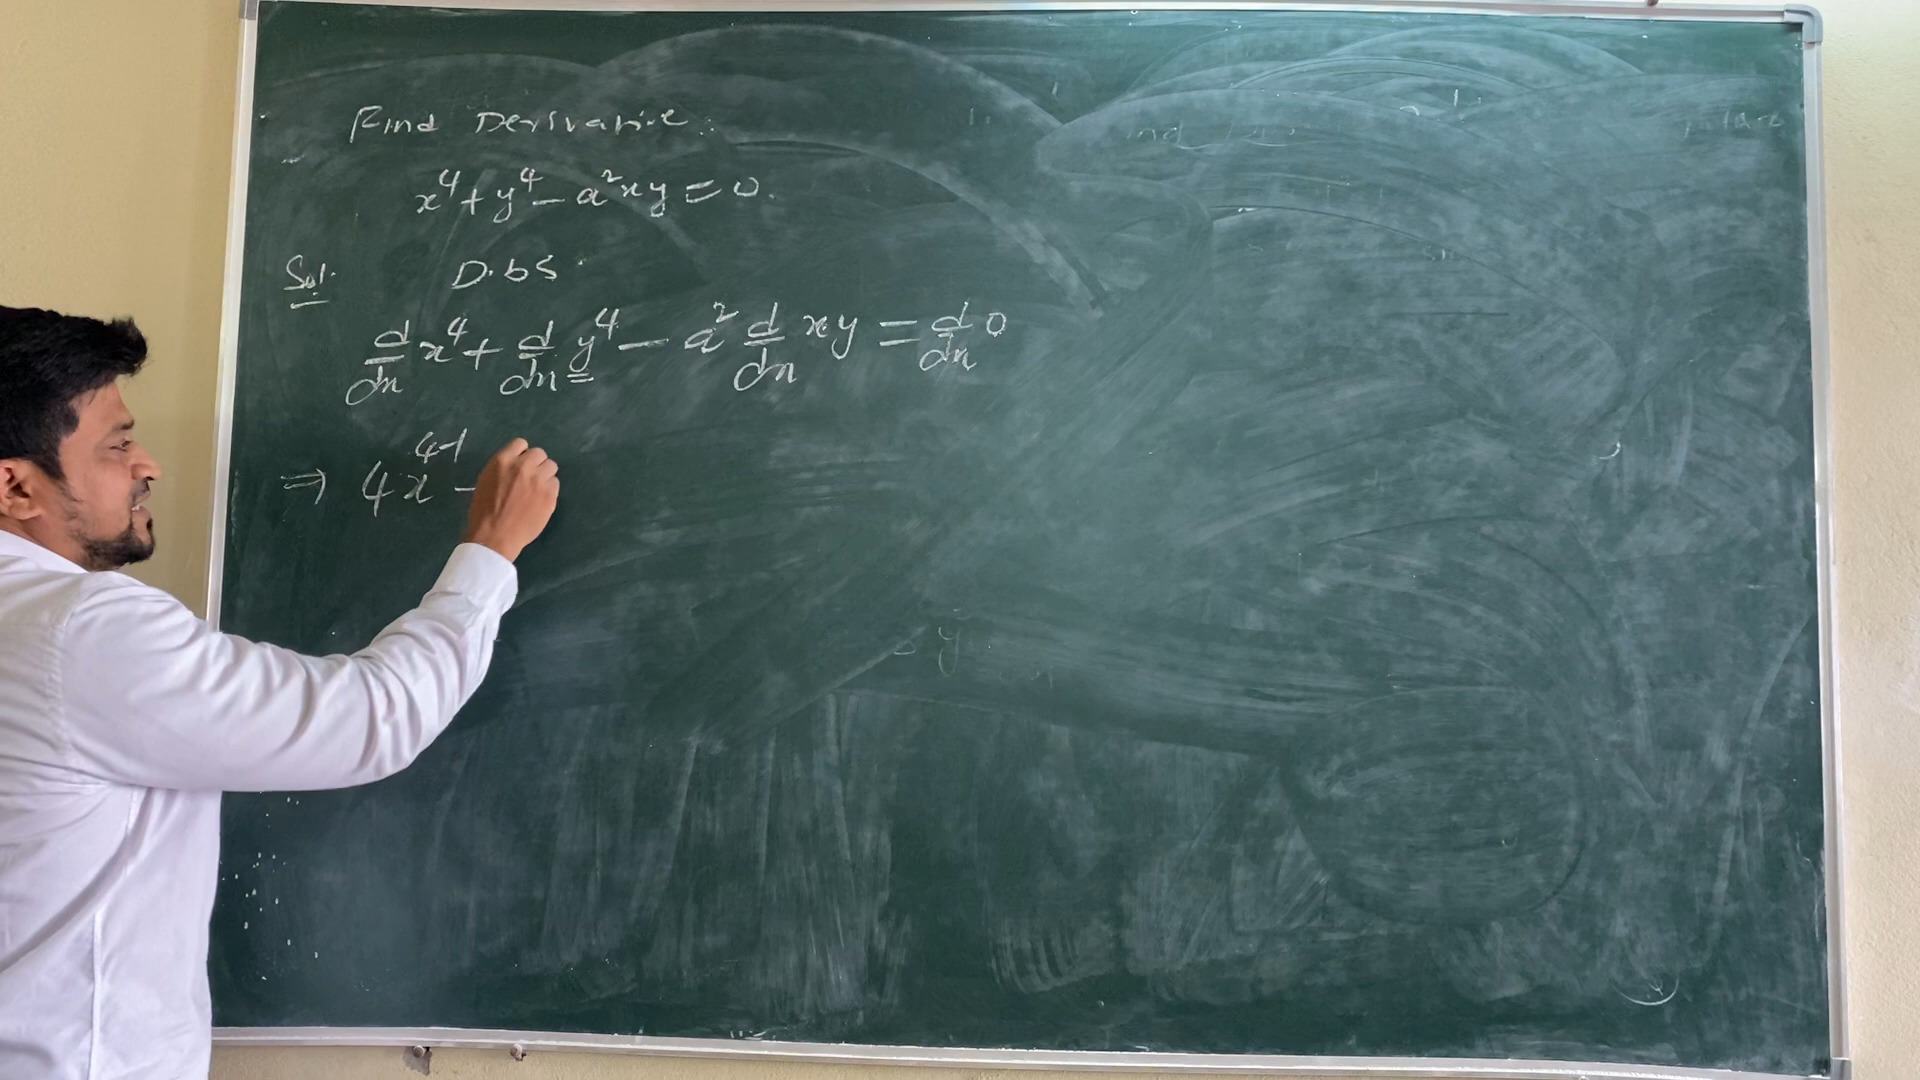 Find Derivative:
x⁴ + y⁴ - a²xy = 0.
Sol: D.b.S.
d/dx x⁴ + d/dx y⁴ - a² d/dx xy = d/dx 0
⇒ 4x⁴⁻¹ -